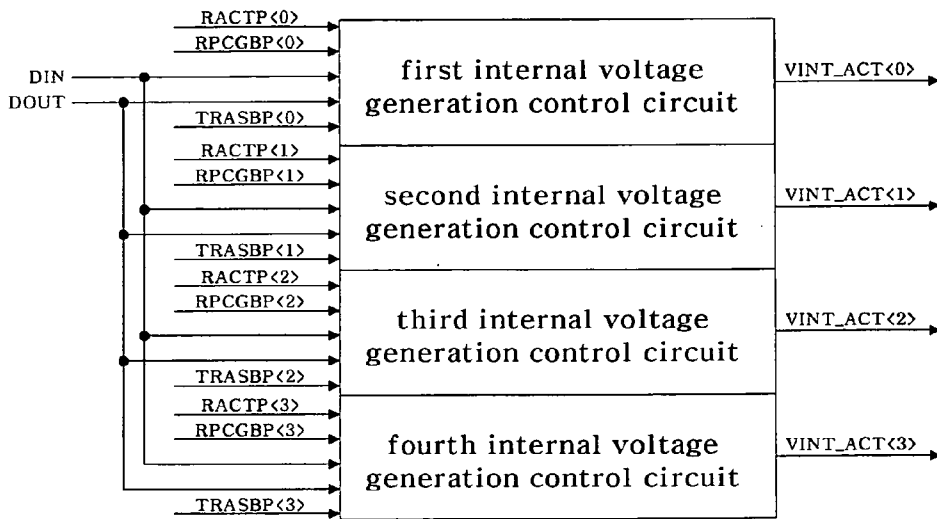 RACTP<0>
RPCGBP<0>
DIN
DOUT
TRASBP<0>
first internal voltage
generation control circuit
VINT_ACT<0>
RACTP<1>
RPCGBP<1>
TRASBP<1>
second internal voltage
generation control circuit
VINT_ACT<1>
RACTP<2>
RPCGBP<2>
TRASBP<2>
third internal voltage
generation control circuit
VINT_ACT<2>
RACTP<3>
RPCGBP<3>
TRASBP<3>
fourth internal voltage
generation control circuit
VINT_ACT<3>